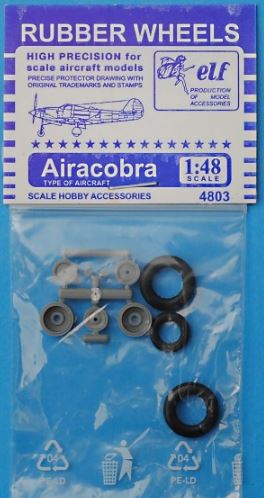 RUBBER WHEELS
HIGH PRECISION for
scale aircraft models
PRECISE PROTECTOR DRAWING WITH
ORIGINAL TRADEMARKS AND STAMPS
elf
PRODUCTION
OF MODEL
ACCESSORIES
Airacobra
TYPE OF AIRCRAFT
1:48
SCALE
SCALE HOBBY ACCESSORIES
4803
04
PE-LD
04
PE-LD